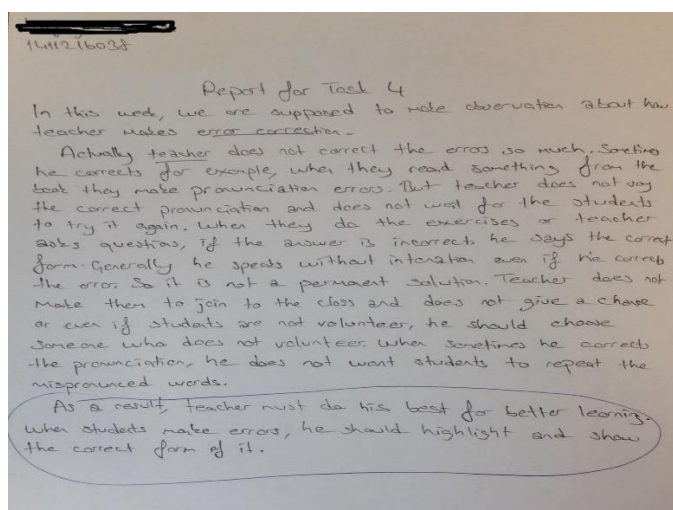 1411216038
Report for Task 4
In this week, we are supposed to make observation about how
teacher makes error correction.
Actually teacher does not correct the errors so much. Sometimes
he corrects for example, when they read something from the
book they make pronunciation errors. But teacher does not say
the correct pronunciation and does not wait for the students
to try it again. When they do the exercises or teacher
asks questions, if the answer is incorrect, he says the correct
form. Generally he speaks without intonation even if he corrects
the error. So it is not a permanent solution. Teacher does not
make them to join to the class and does not give a chance
or even if students are not volunteer, he should choose
someone who does not volunteer. When sometimes he corrects
the pronunciation, he does not want students to repeat the
mispronunced words.
As a result, teacher must do his best for better learning.
When students make errors, he should highlight and show
the correct form of it.